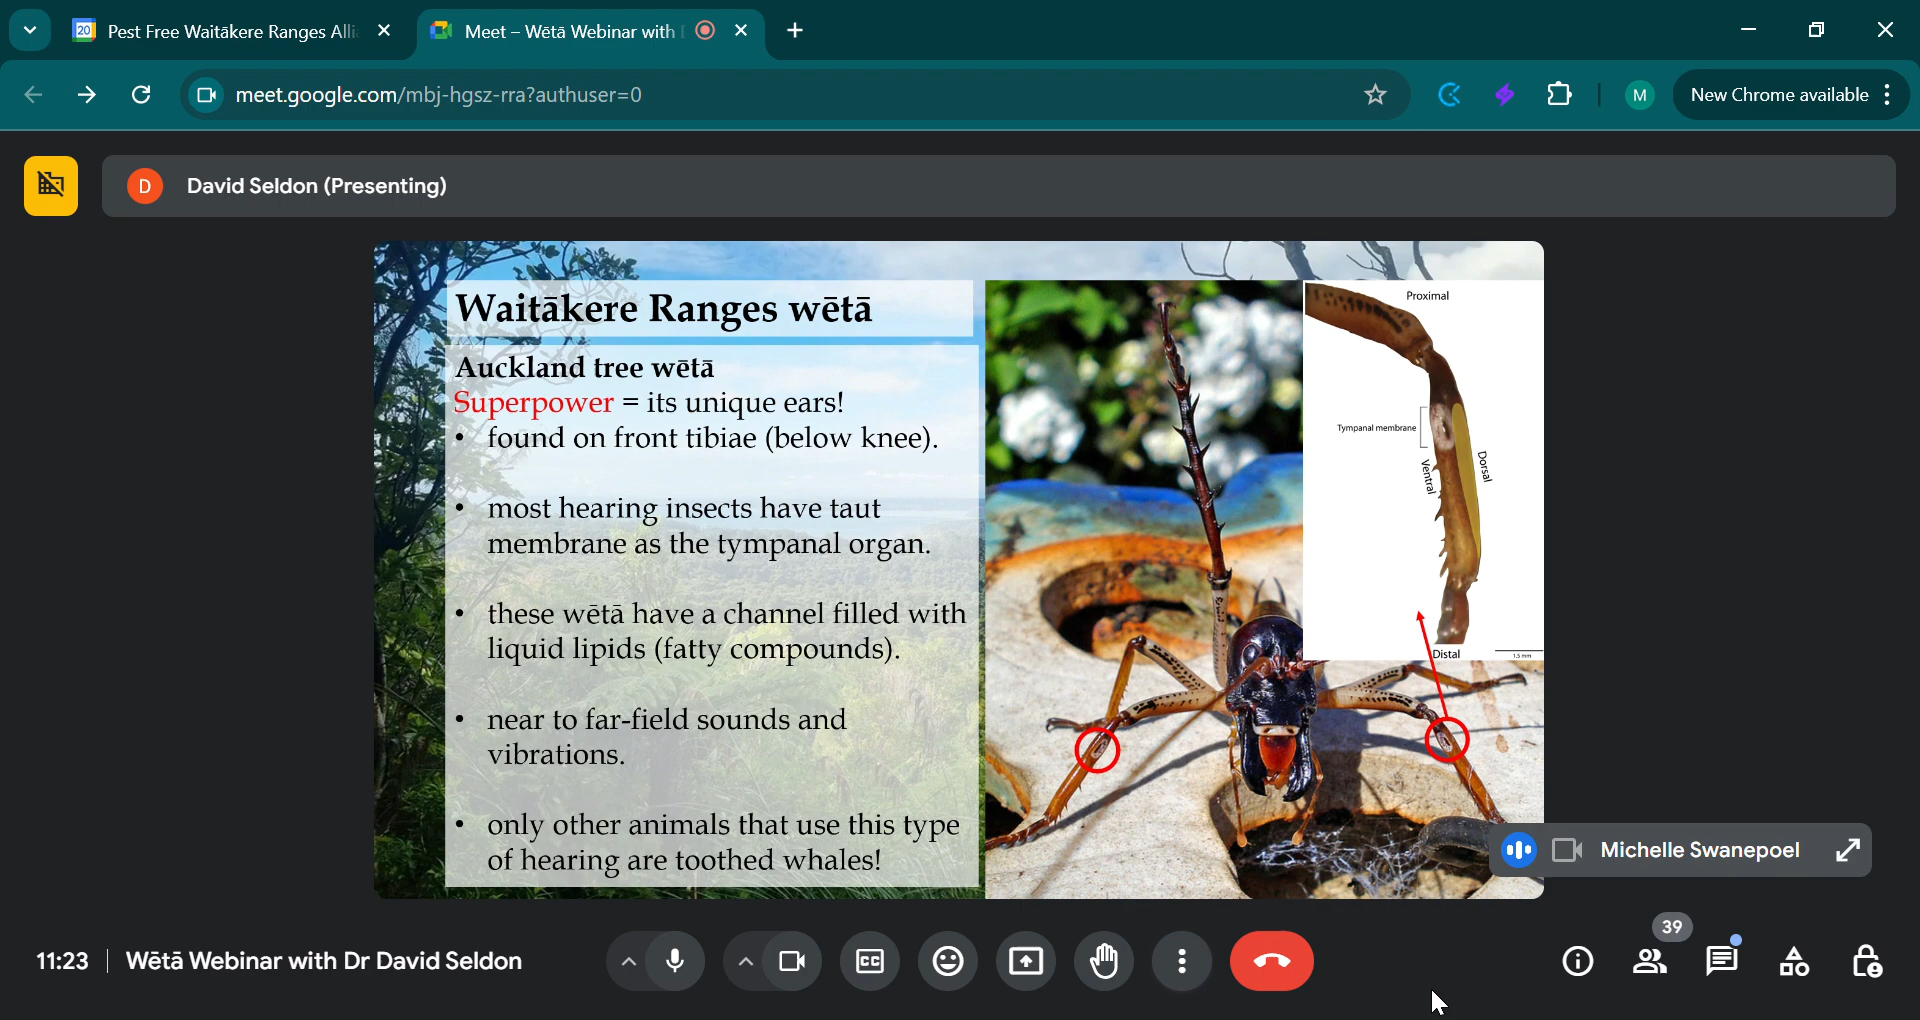 Pest Free Waitākere Ranges Alli
Meet – Wētā Webinar with
meet.google.com/mbj-hgsz-rra?authuser=0
M
New Chrome available
D
David Seldon (Presenting)
Waitākere Ranges wētā
Auckland tree wētā
Superpower = its unique ears!
• found on front tibiae (below knee).
• most hearing insects have taut
membrane as the tympanal organ.
• these wētā have a channel filled with
liquid lipids (fatty compounds).
• near to far-field sounds and
vibrations.
• only other animals that use this type
of hearing are toothed whales!
Proximal
Tympanal membrane
Ventral
Dorsal
Distal
1.5 mm
Michelle Swanepoel
11:23
Wētā Webinar with Dr David Seldon
CC
39